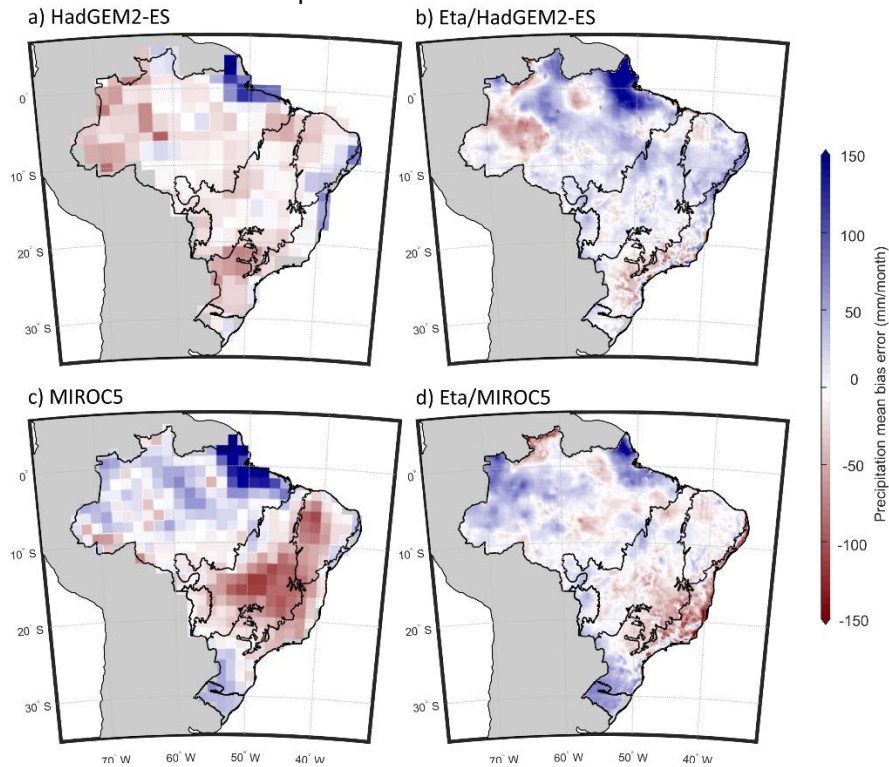 a) HadGEM2-ES
b) Eta/HadGEM2-ES
0°
10° S
20° S
30° S
0°
10° S
20° S
30° S
150
100
50
0
-50
-100
-150
Precipitation mean bias error (mm/month)
c) MIROC5
d) Eta/MIROC5
0°
10° S
20° S
30° S
0°
10° S
20° S
30° S
70° W
60° W
50° W
40° W
70° W
60° W
50° W
40° W